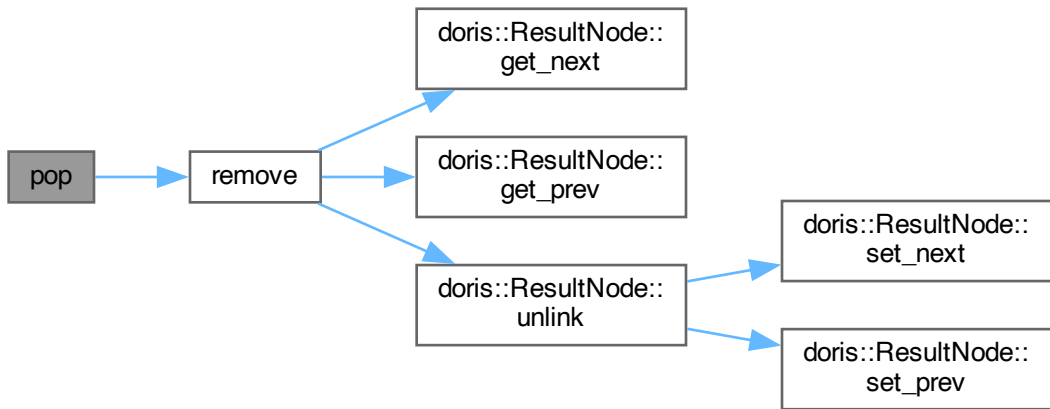 pop
remove
doris::ResultNode::
get_next
doris::ResultNode::
get_prev
doris::ResultNode::
unlink
doris::ResultNode::
set_next
doris::ResultNode::
set_prev